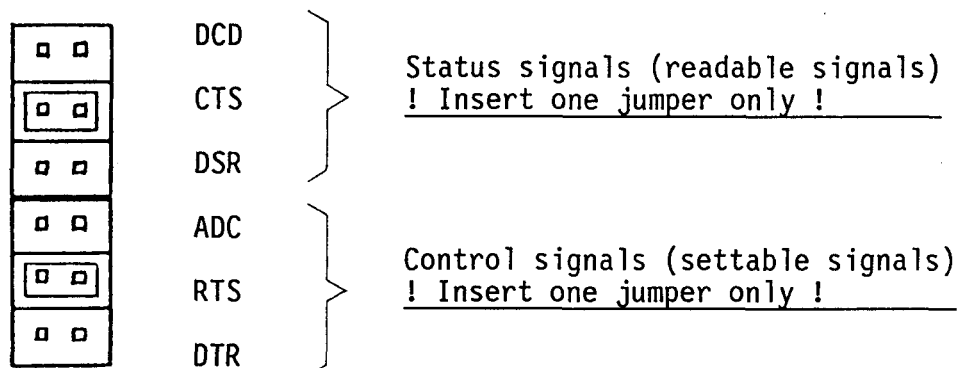 DCD
Status signals (readable signals)
CTS
! Insert one jumper only !
DSR
ADC
Control signals (settable signals)
RTS
! Insert one jumper only !
DTR